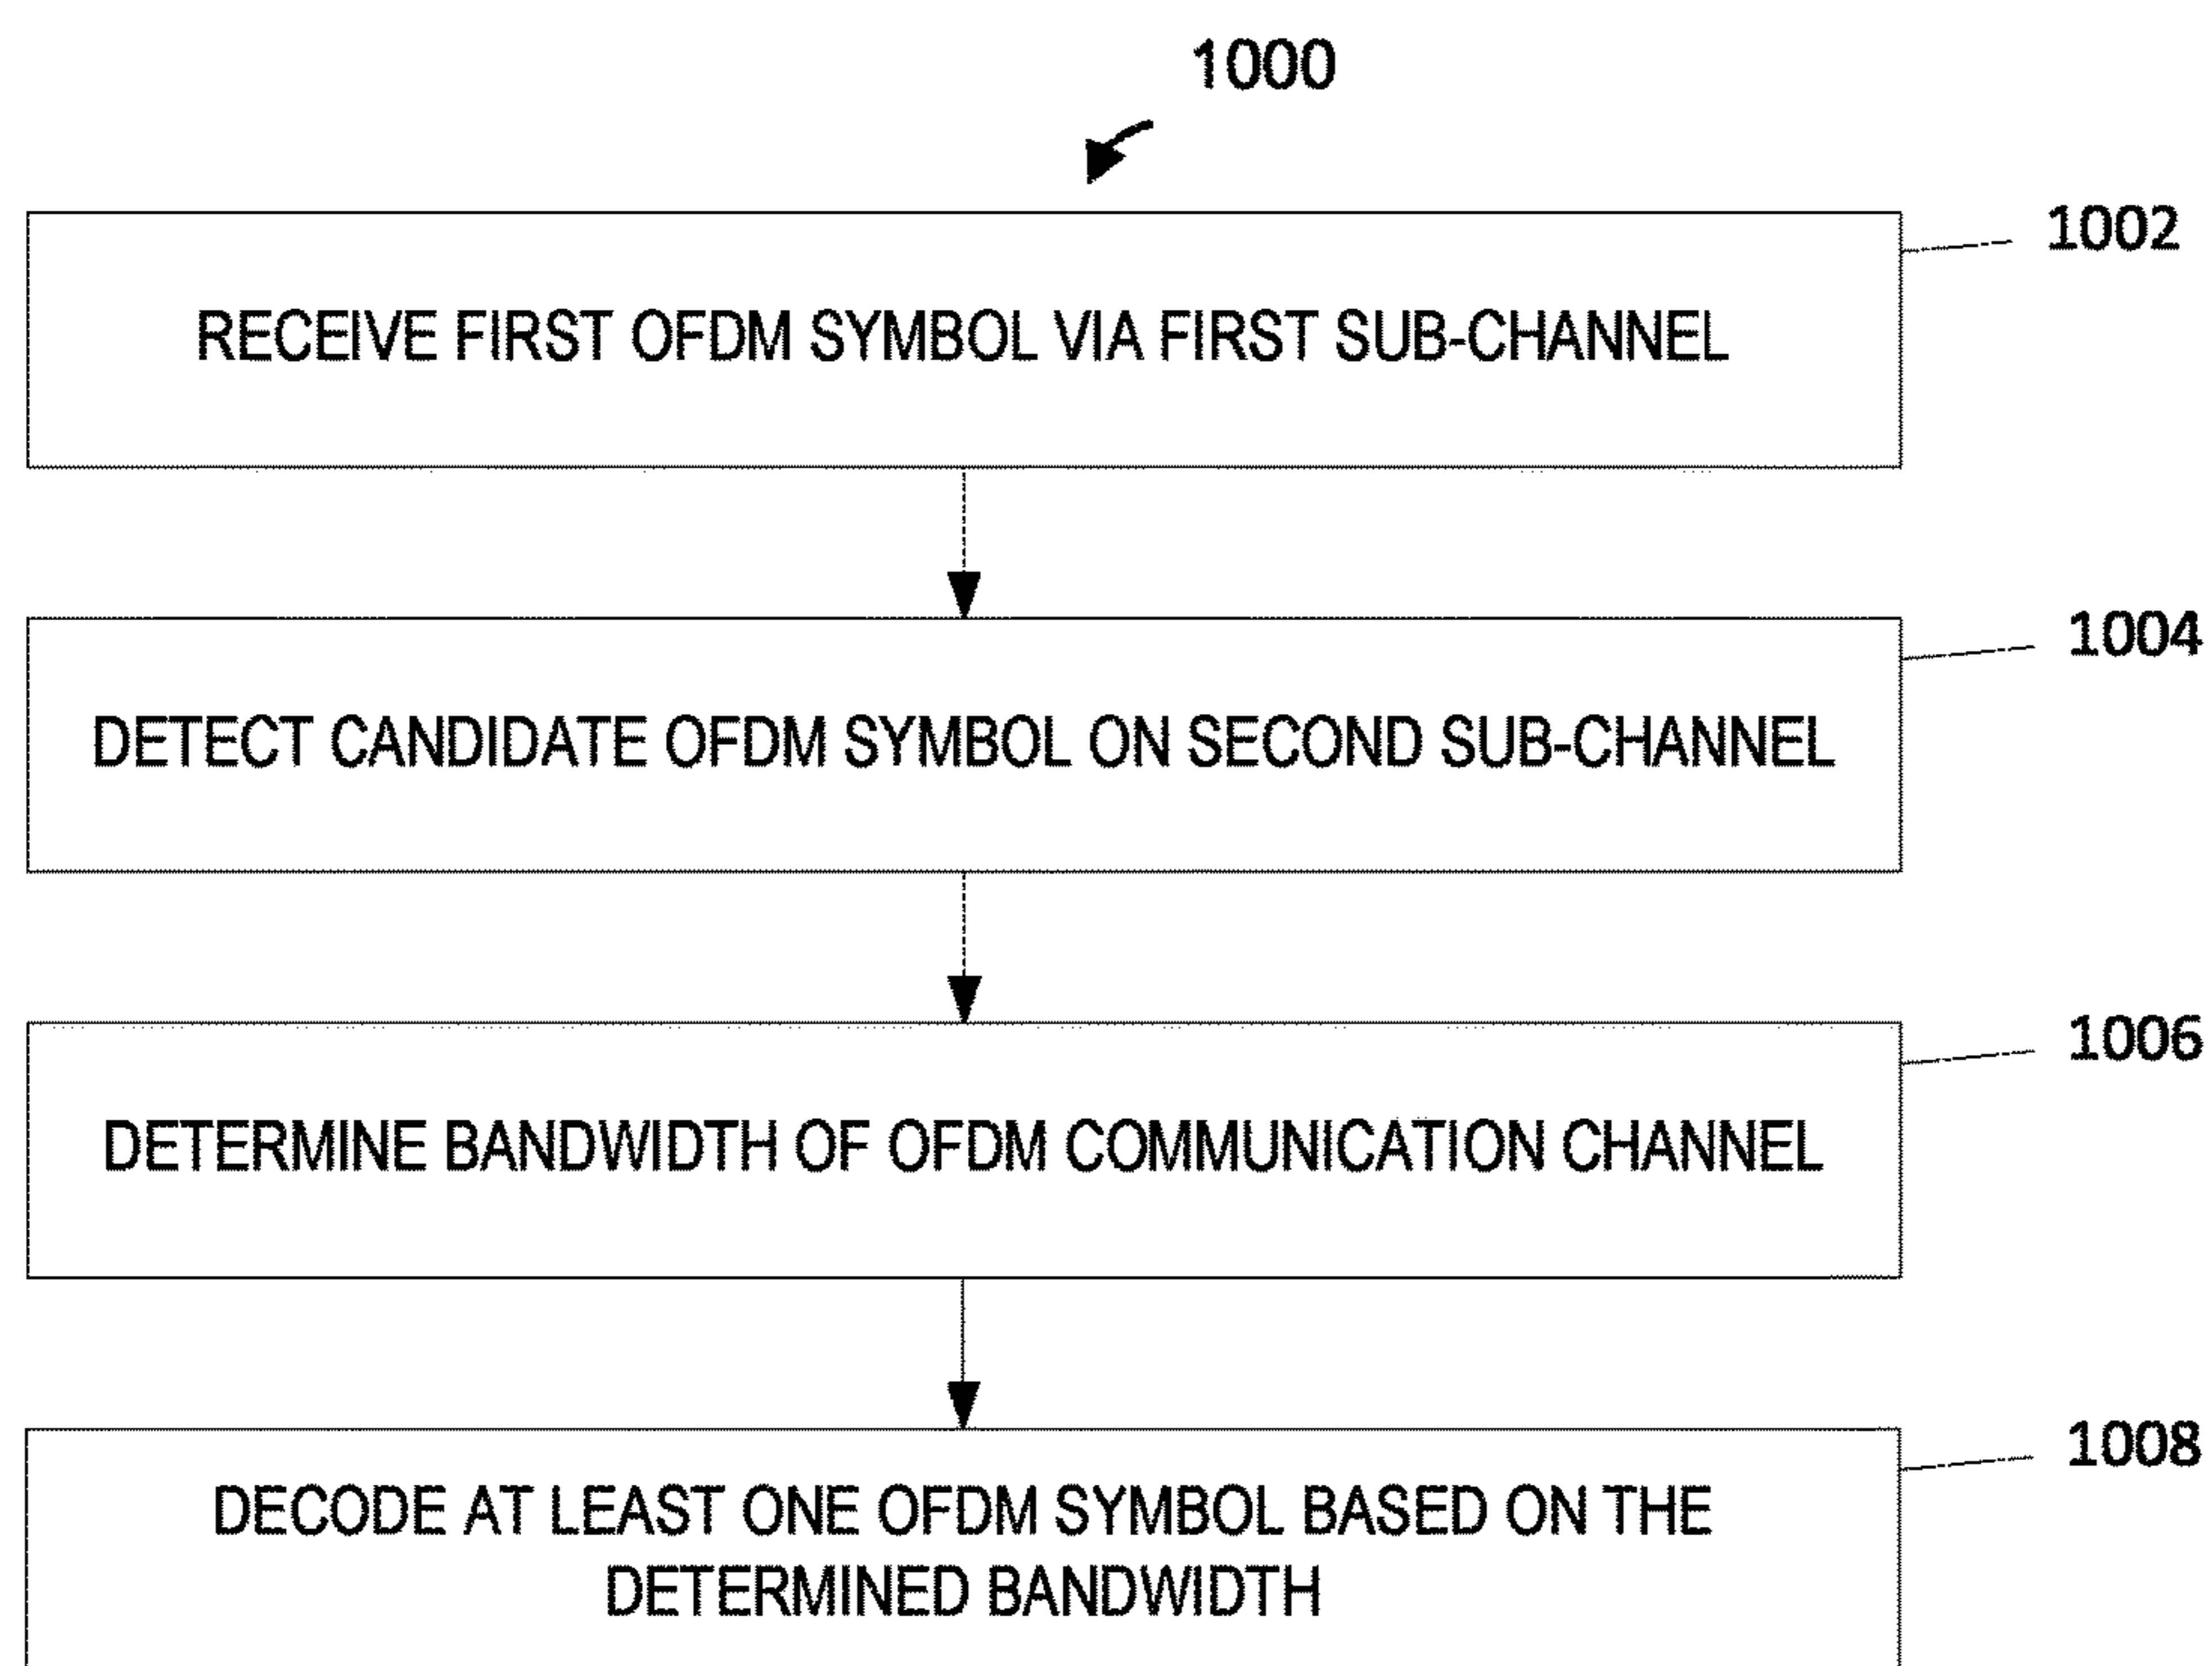 1000
1002
RECEIVE FIRST OFDM SYMBOL VIA FIRST SUB-CHANNEL
1004
DETECT CANDIDATE OFDM SYMBOL ON SECOND SUB-CHANNEL
1006
DETERMINE BANDWIDTH OF OFDM COMMUNICATION CHANNEL
1008
DECODE AT LEAST ONE OFDM SYMBOL BASED ON THE
DETERMINED BANDWIDTH